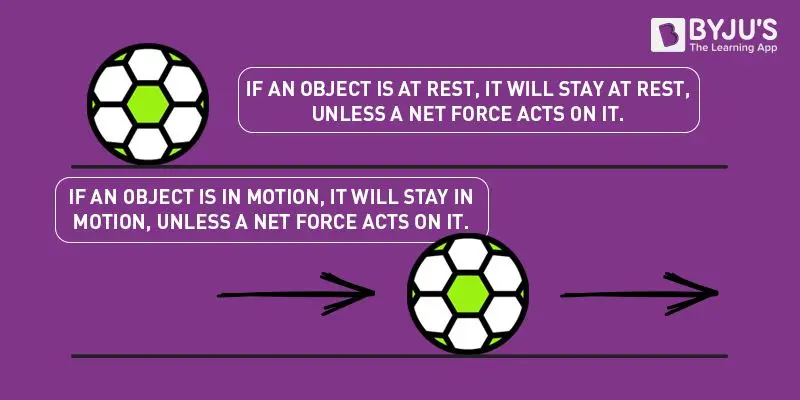 BYJU'S
The Learning App
IF AN OBJECT IS AT REST, IT WILL STAY AT REST,
UNLESS A NET FORCE ACTS ON IT.
IF AN OBJECT IS IN MOTION, IT WILL STAY IN
MOTION, UNLESS A NET FORCE ACTS ON IT.